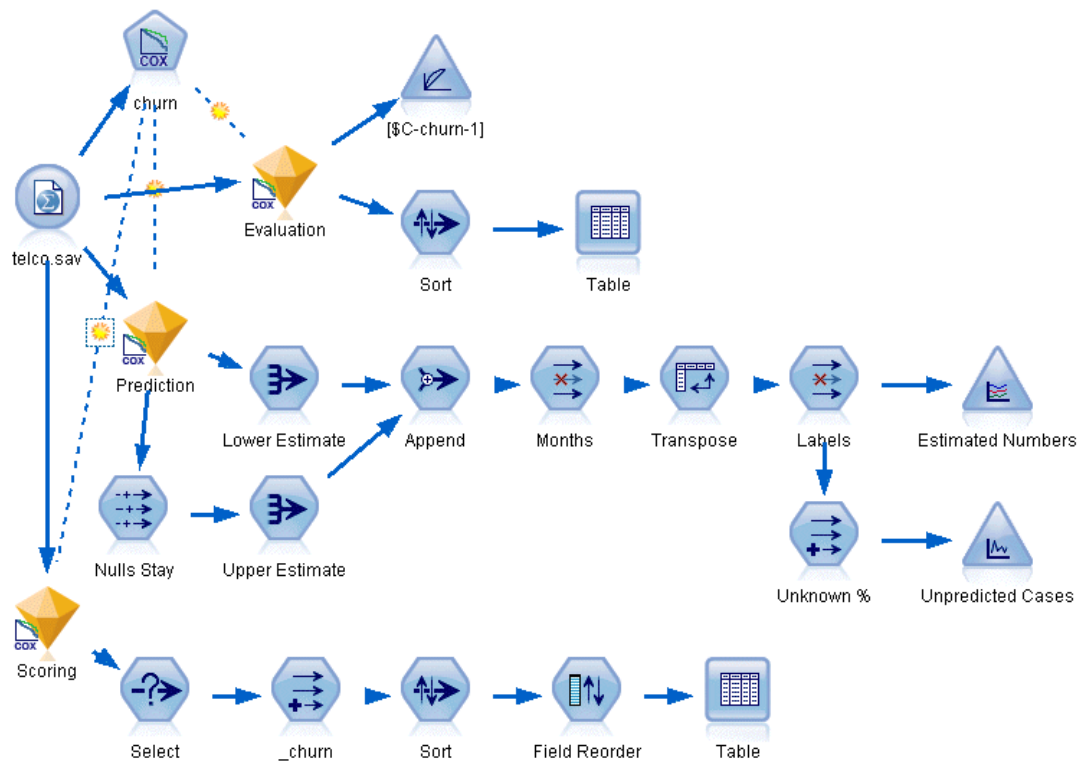 COX
churn
[$C-churn-1]
COX
Evaluation
telco.sav
Sort
Table
COX
Prediction
Lower Estimate
Append
Months
Transpose
Labels
Estimated Numbers
Nulls Stay
Upper Estimate
Unknown %
Unpredicted Cases
COX
Scoring
Select
_churn
Sort
Field Reorder
Table